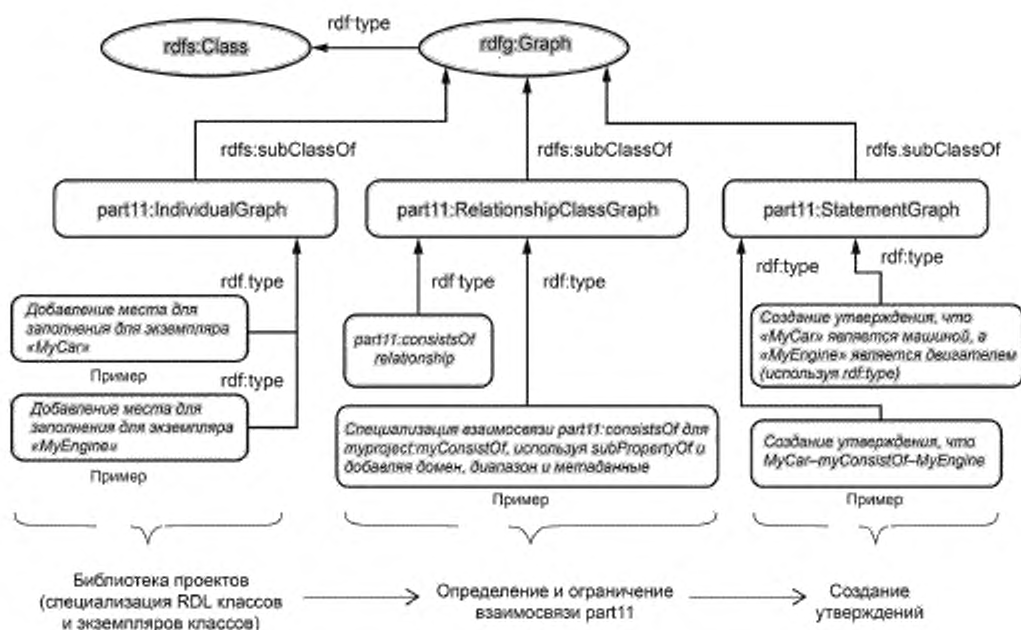 rdf:type
rdfs:Class
rdfg:Graph
rdfs:subClassOf
rdfs:subClassOf
rdfs.subClassOf
part11:IndividualGraph
part11:RelationshipClassGraph
part11:StatementGraph
rdf.type
rdf:type
rdf:type
rdf:type
rdf:type
Добавление места для
заполнения для экземпляра
«MyCar»
Пример
rdf:type
Добавление места для
заполнения для экземпляра
«MyEngine»
Пример
part11:consistsOf
relationship
Специализация взаимосвязи part11:consistsOf для
myproject:myConsistOf, используя subPropertyOf и
добавляя домен, диапазон и метаданные
Пример
Создание утверждения, что
«MyCar» является машиной, а
«MyEngine» является двигателем
(используя rdf:type)
Пример
Создание утверждения, что
MyCar–myConsistOf–MyEngine
Пример
Библиотека проектов
(специализация RDL классов
и экземпляров классов)
Определение и ограничение
взаимосвязи part11
Создание
утверждений